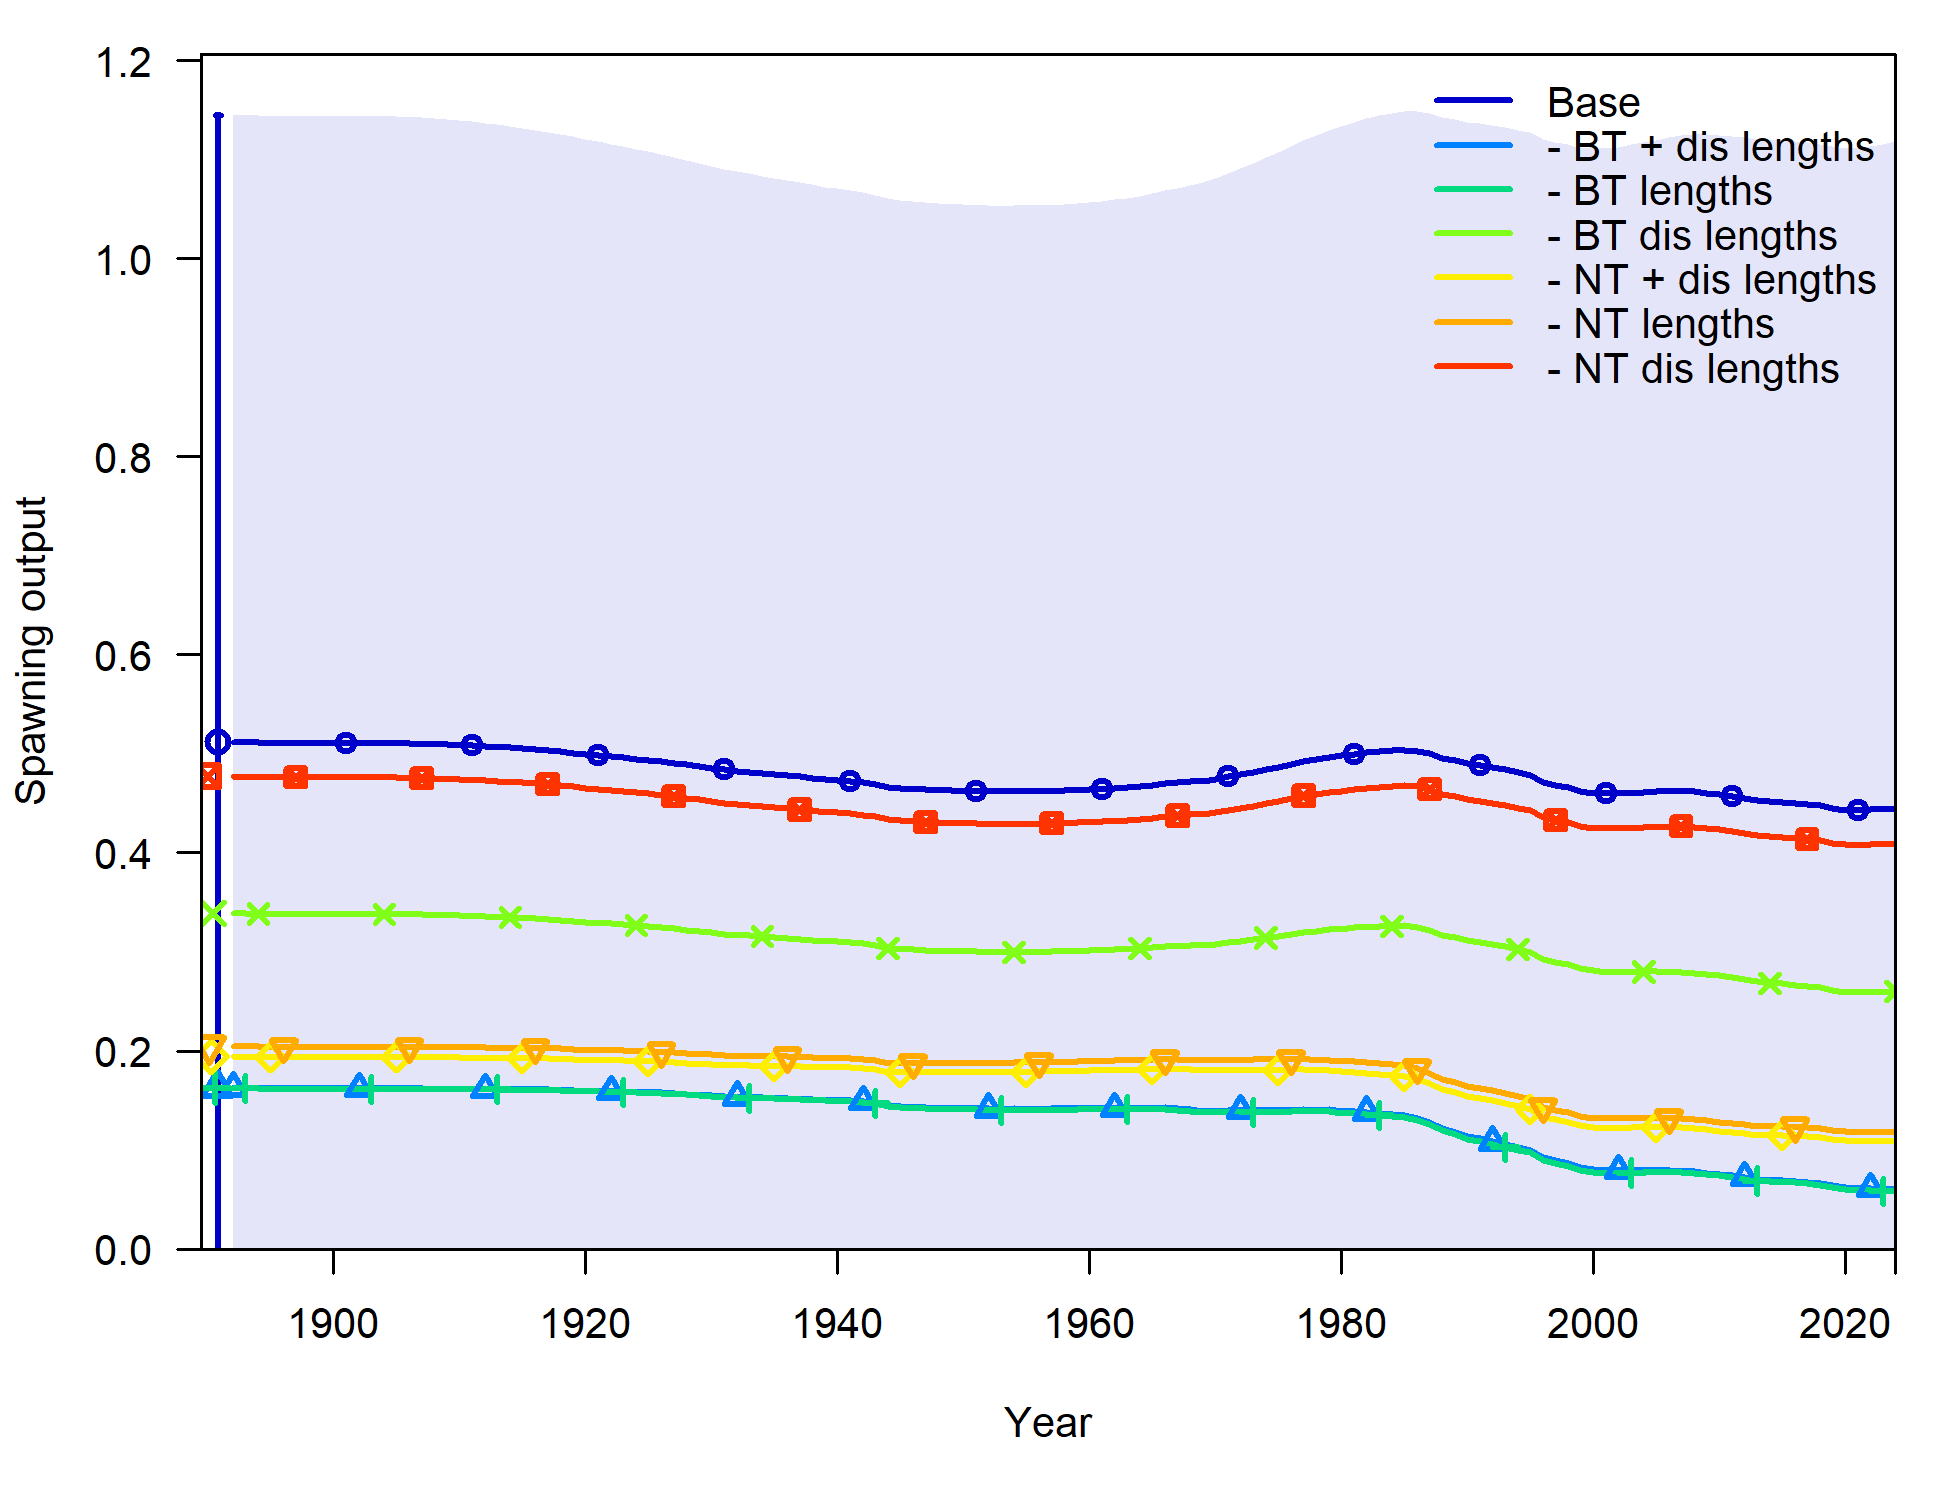 1.2
1.0
0.8
0.6
0.4
0.2
0.0
Spawning output
Base
- BT + dis lengths
- BT lengths
- BT dis lengths
- NT + dis lengths
- NT lengths
- NT dis lengths
1900 1920 1940 1960 1980 2000 2020
Year